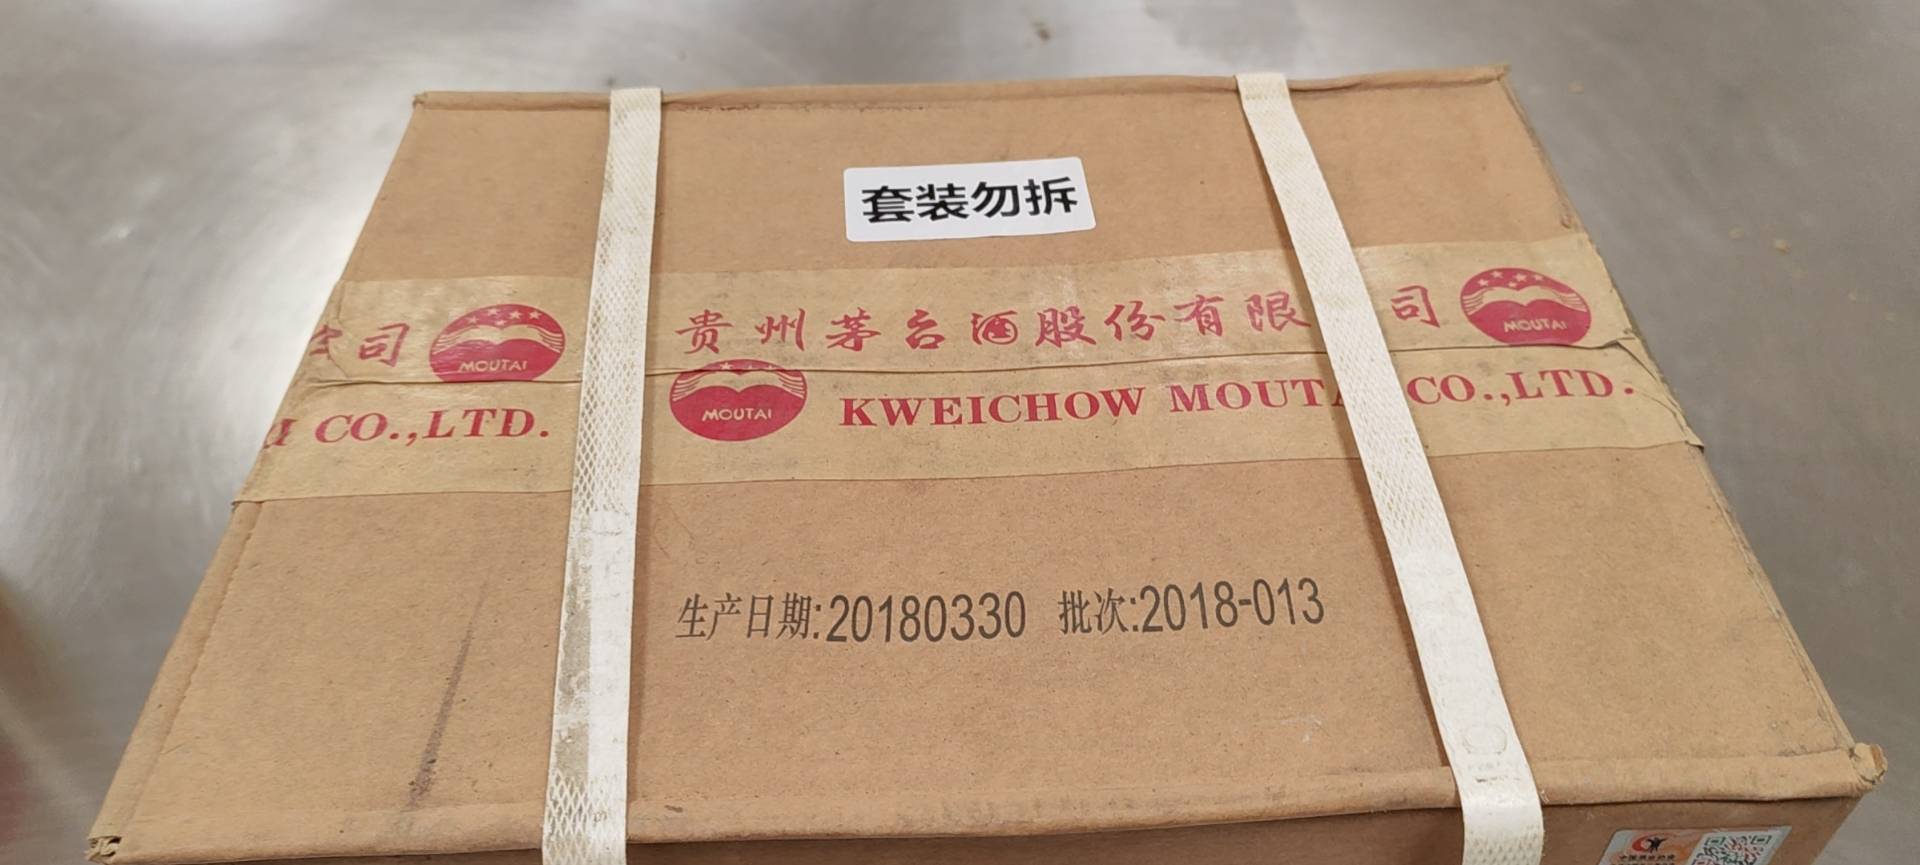 套装勿拆
司 MOUTAI 贵州茅台酒股份有限 司 MOUTAI
CO.,LTD. MOUTAI KWEICHOW MOUTA CO.,LTD.
生产日期:20180330 批次:2018-013